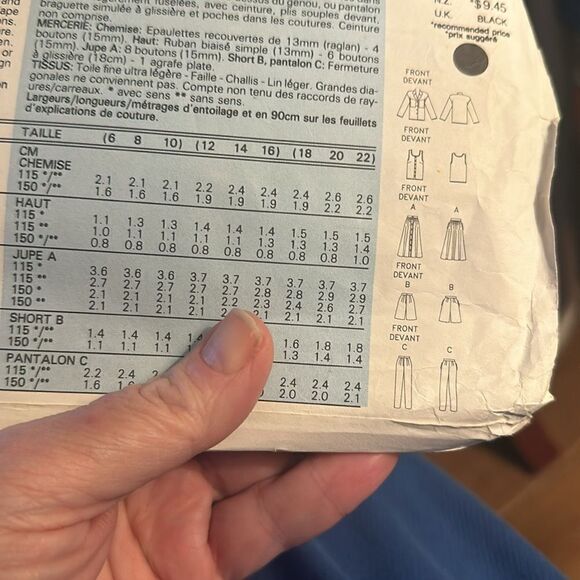 and
ape
ure
ers.
en.
or
ign
fuselées, avec ceinture, plis souples devant,
braguette simulée à glissière et poches dans les coutures. Ceinture
non comprise.
MERCERIE: Chemise: Epaulettes recouvertes de 13mm (raglan) - 4
boutons (15mm). Haut: Ruban biaisé simple (13mm) - 6 boutons
(15mm). Jupe A: 8 boutons (15mm). Short B, pantalon C: Fermeture
à glissière (18cm) - 1 agrafe plate.
TISSUS: Toile fine ultra légère - Faille - Challis - Lin léger. Grandes dia-
gonales ne conviennent pas. Compte non tenu des raccords de ray-
ures/carreaux. * avec sens ** sans sens.
Largeurs/longueurs/métrages d'entoilage et en 90cm sur les feuillets
d'explications de couture.
TAILLE (6 8 10) (12 14 16) (18 20 22)
CM
CHEMISE
115 */** 2.1 2.1 2.1 2.2 2.4 2.4 2.4 2.6 2.6
150 */** 1.6 1.6 1.6 1.9 1.9 1.9 1.9 2.2 2.2
HAUT
115 * 1.1 1.3 1.3 1.4 1.4 1.4 1.5 1.5 1.5
115 ** 1.0 1.1 1.1 1.1 1.1 1.3 1.3 1.3 1.4
150 */** 0.8 0.8 0.8 0.8 0.8 0.8 0.8 0.8 1.0
JUPE A
115 * 3.6 3.6 3.6 3.7 3.7 3.7 3.7 3.7 3.7
115 ** 2.7 2.7 2.7 2.7 2.7 2.8 2.8 2.9 2.9
150 * 2.1 2.1 2.1 2.2 2.2 2.3 2.4 2.6 2.7
150 ** 2.1 2.1 2.1 2.1 2.1 2.1 2.1 2.1
SHORT B
115 */** 1.4 1.4 1.4 1.6 1.8 1.8
150 */** 1.1 1.1 1.1 1.3 1.4 1.4
PANTALON C
115 */** 2.2 2.4 2.4 2.4 2.4
150 */** 1.6 2.0 2.0 2.1
N.Z. $9.45
U.K. BLACK
*recommended price
*prix suggéré
FRONT
DEVANT
FRONT
DEVANT
FRONT
DEVANT
A A
FRONT
DEVANT
B B
FRONT
DEVANT
C C